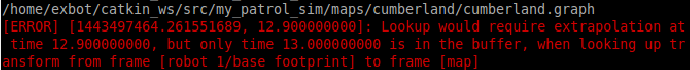 /home/exbot/catkin_ws/src/my_patrol_sim/maps/cumberland/cumberland.graph
[ERROR] [1443497464.261551689, 12.900000000]: Lookup would require extrapolation at
 time 12.900000000, but only time 13.000000000 is in the buffer, when looking up tr
ansform from frame [robot_1/base_footprint] to frame [map]